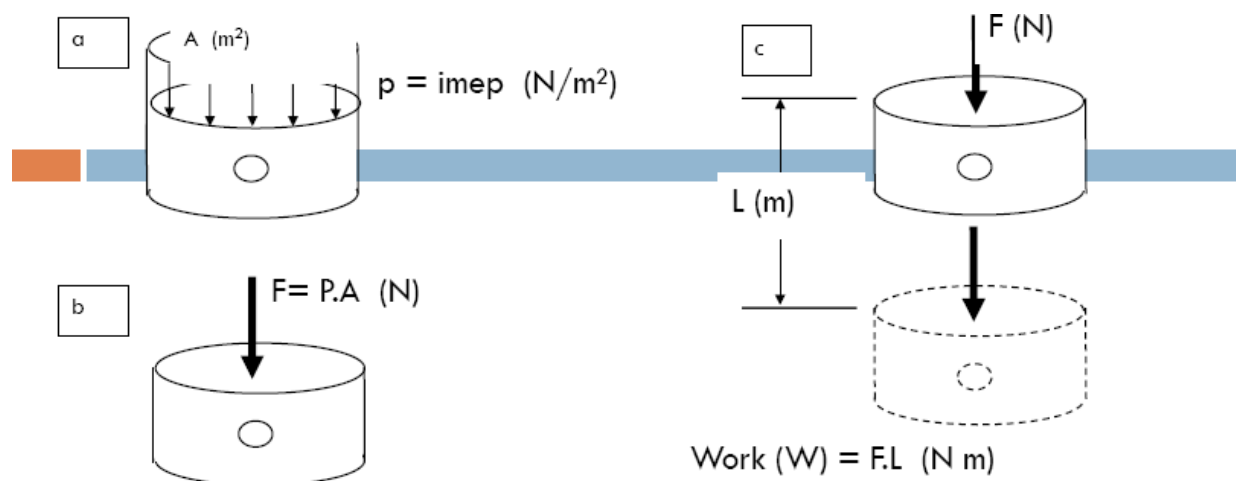 a
A (m²)
p = imep (N/m²)
b
F= P.A (N)
c
F (N)
L (m)
Work (W) = F.L (N m)